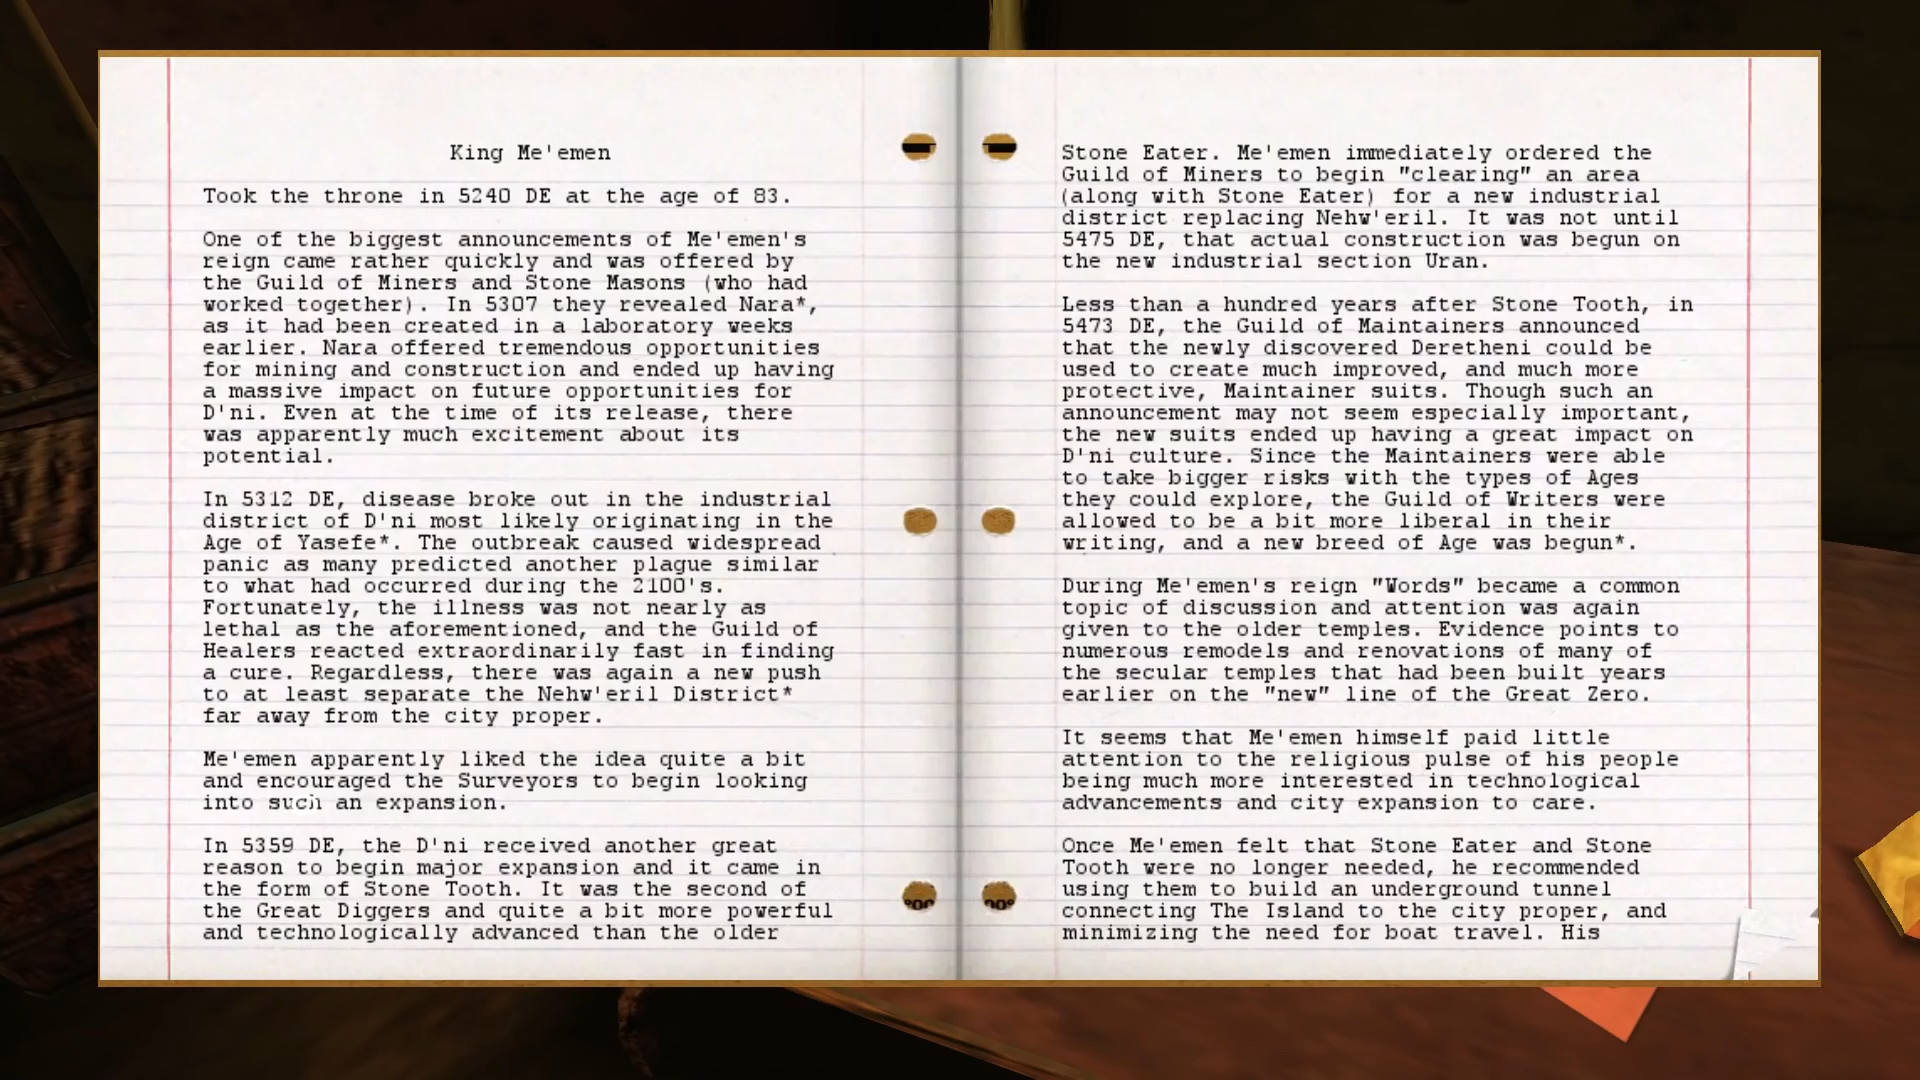 King Me'emen
Took the throne in 5240 DE at the age of 83.
One of the biggest announcements of Me'emen's
reign came rather quickly and was offered by
the Guild of Miners and Stone Masons (who had
worked together). In 5307 they revealed Nara*,
as it had been created in a laboratory weeks
earlier. Nara offered tremendous opportunities
for mining and construction and ended up having
a massive impact on future opportunities for
D'ni. Even at the time of its release, there
was apparently much excitement about its
potential.
In 5312 DE, disease broke out in the industrial
district of D'ni most likely originating in the
Age of Yasefe*. The outbreak caused widespread
panic as many predicted another plague similar
to what had occurred during the 2100's.
Fortunately, the illness was not nearly as
lethal as the aforementioned, and the Guild of
Healers reacted extraordinarily fast in finding
a cure. Regardless, there was again a new push
to at least separate the Nehw'eril District*
far away from the city proper.
Me'emen apparently liked the idea quite a bit
and encouraged the Surveyors to begin looking
into such an expansion.
In 5359 DE, the D'ni received another great
reason to begin major expansion and it came in
the form of Stone Tooth. It was the second of
the Great Diggers and quite a bit more powerful
and technologically advanced than the older
Stone Eater. Me'emen immediately ordered the
Guild of Miners to begin "clearing" an area
(along with Stone Eater) for a new industrial
district replacing Nehw'eril. It was not until
5475 DE, that actual construction was begun on
the new industrial section Uran.
Less than a hundred years after Stone Tooth, in
5473 DE, the Guild of Maintainers announced
that the newly discovered Deretheni could be
used to create much improved, and much more
protective, Maintainer suits. Though such an
announcement may not seem especially important,
the new suits ended up having a great impact on
D'ni culture. Since the Maintainers were able
to take bigger risks with the types of Ages
they could explore, the Guild of Writers were
allowed to be a bit more liberal in their
writing, and a new breed of Age was begun*.
During Me'emen's reign "Words" became a common
topic of discussion and attention was again
given to the older temples. Evidence points to
numerous remodels and renovations of many of
the secular temples that had been built years
earlier on the "new" line of the Great Zero.
It seems that Me'emen himself paid little
attention to the religious pulse of his people
being much more interested in technological
advancements and city expansion to care.
Once Me'emen felt that Stone Eater and Stone
Tooth were no longer needed, he recommended
using them to build an underground tunnel
connecting The Island to the city proper, and
minimizing the need for boat travel. His